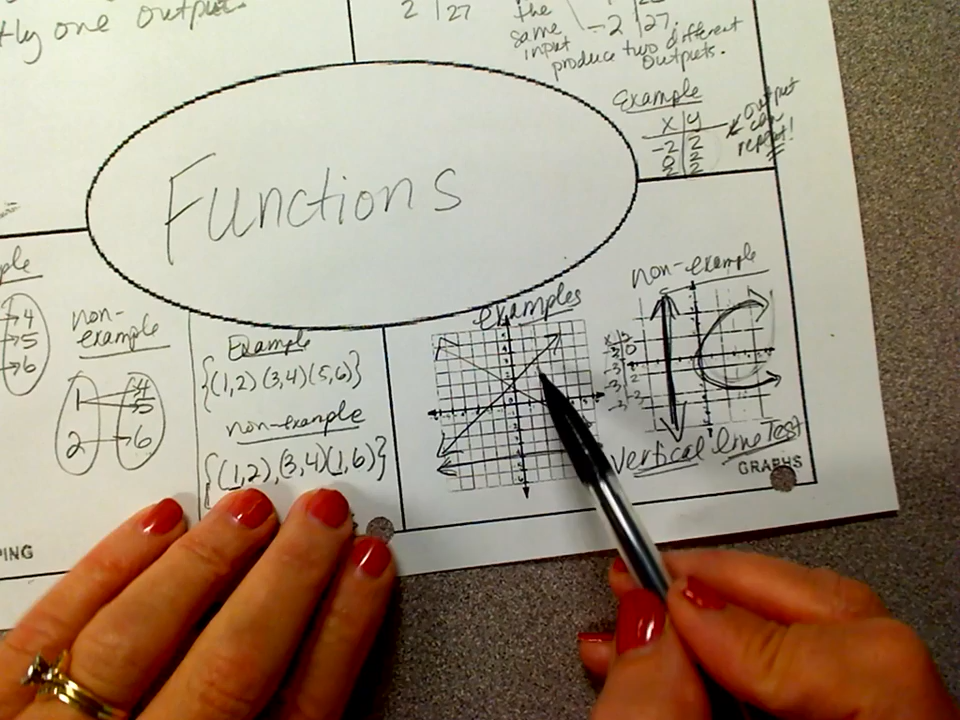 tly one output.
2 | 27
the
same
input
-2 | 27.
produce two different
outputs.
Example
x | y
-2 | 2
0 | 2
2 | 2
output
can
repeat!
Functions
ple
4
5
6
non-
example
1
2
4
5
6
PING
Example
{(1,2) (3,4) (5,6)}
non-example
{(1,2), (3,4) (1,6)}
examples
non-example
Vertical line Test
GRAPHS